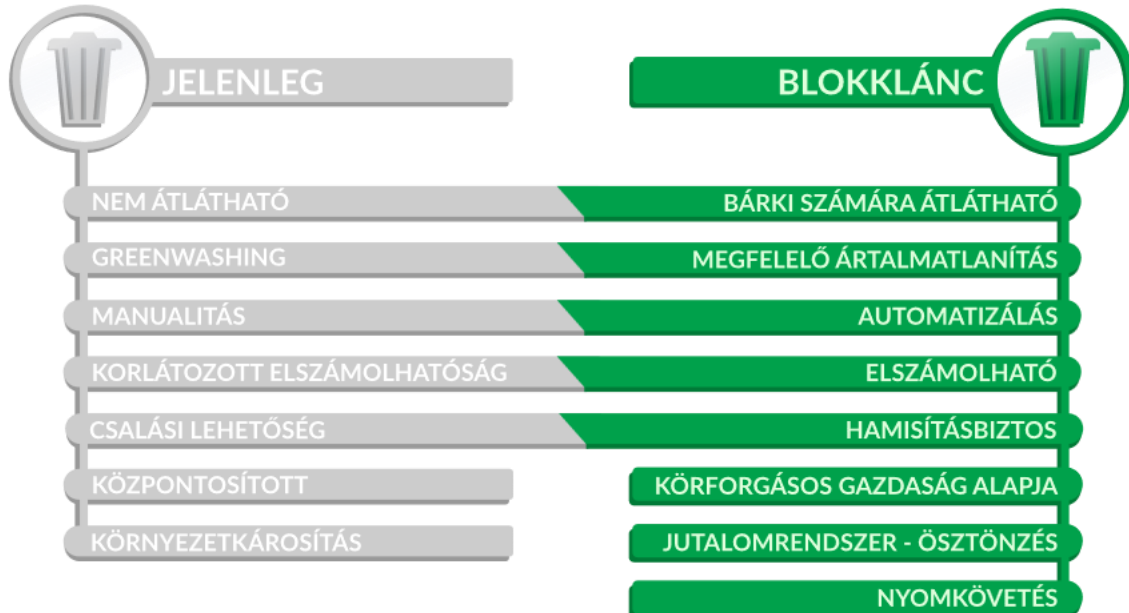 JELENLEG
BLOKKLÁNC
NEM ÁTLÁTHATÓ
BÁRKI SZÁMÁRA ÁTLÁTHATÓ
GREENWASHING
MEGFELELŐ ÁRTALMATLANÍTÁS
MANUALITÁS
AUTOMATIZÁLÁS
KORLÁTOZOTT ELSZÁMOLHATÓSÁG
ELSZÁMOLHATÓ
CSALÁSI LEHETŐSÉG
HAMISÍTÁSBIZTOS
KÖZPONTOSÍTOTT
KÖRFORGÁSOS GAZDASÁG ALAPJA
KÖRNYEZETKÁROSÍTÁS
JUTALOMRENDSZER - ÖSZTÖNZÉS
NYOMKÖVETÉS